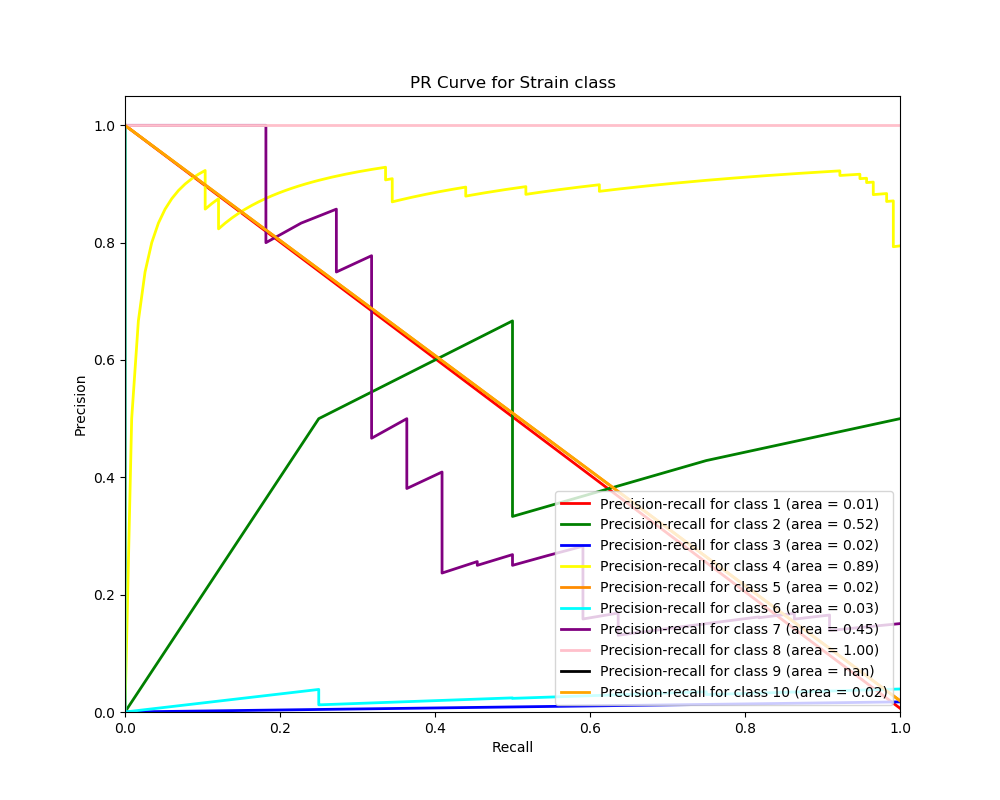 PR Curve for Strain class
1.0
0.8
0.6
0.4
0.2
0.0
Precision
0.0 0.2 0.4 0.6 0.8 1.0
Recall
Precision-recall for class 1 (area = 0.01)
Precision-recall for class 2 (area = 0.52)
Precision-recall for class 3 (area = 0.02)
Precision-recall for class 4 (area = 0.89)
Precision-recall for class 5 (area = 0.02)
Precision-recall for class 6 (area = 0.03)
Precision-recall for class 7 (area = 0.45)
Precision-recall for class 8 (area = 1.00)
Precision-recall for class 9 (area = nan)
Precision-recall for class 10 (area = 0.02)